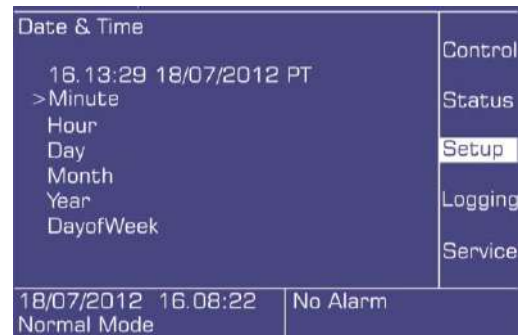 Date & Time
16.13:29 18/07/2012 PT
>Minute
Hour
Day
Month
Year
DayofWeek
Control
Status
Setup
Logging
Service
18/07/2012 16.08:22
Normal Mode
No Alarm